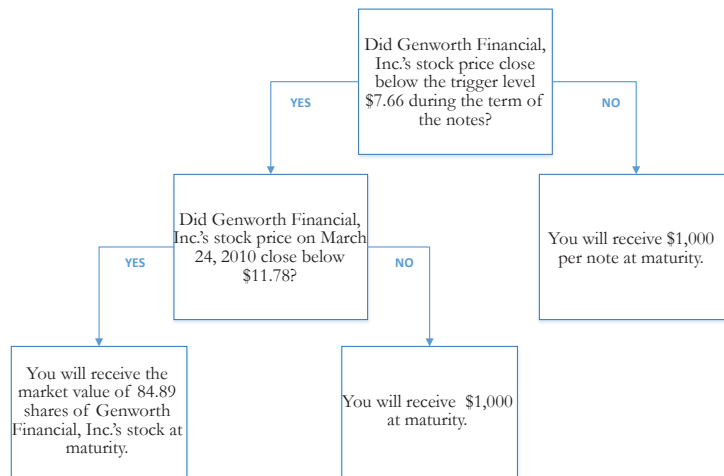 Did Genworth Financial,
Inc.'s stock price close
below the trigger level
$7.66 during the term of
the notes?
YES
NO
Did Genworth Financial,
Inc.'s stock price on March
24, 2010 close below
$11.78?
You will receive $1,000
per note at maturity.
YES
NO
You will receive the
market value of 84.89
shares of Genworth
Financial, Inc.'s stock at
maturity.
You will receive $1,000
at maturity.